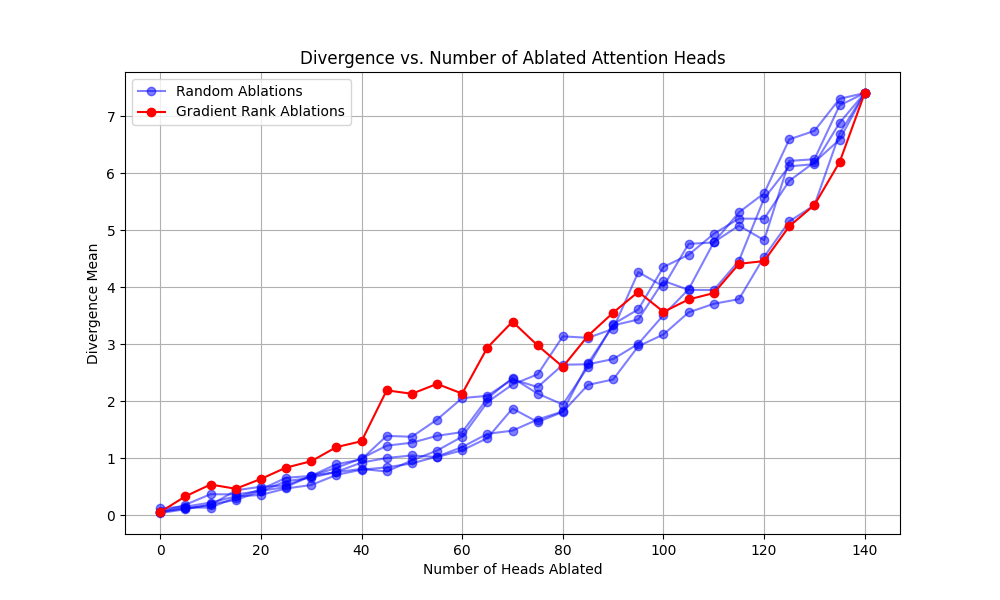 Divergence vs. Number of Ablated Attention Heads
Random Ablations
Gradient Rank Ablations
Divergence Mean
7
6
5
4
3
2
1
0
0 20 40 60 80 100 120 140
Number of Heads Ablated